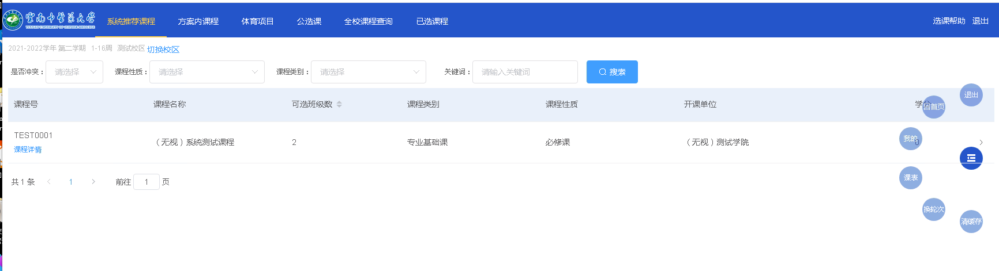 雲南中醫藥大學
YUNNAN UNIVERSITY OF CHINESE MEDICINE
系统推荐课程 方案内课程 体育项目 公选课 全校课程查询 已选课程 选课帮助 退出
2021-2022学年 第二学期 1-16周 测试校区 切换校区
是否冲突： 请选择 课程性质： 请选择 课程类别： 请选择 关键词： 请输入关键词 搜索
退出
课程号 课程名称 可选班级数 课程类别 课程性质 开课单位 学分
回首页
TEST0001
（无视）系统测试课程 2 专业基础课 必修课 （无视）测试学院 0
我的
课程详情
共 1 条 1 前往 1 页
课表
换轮次
清缓存